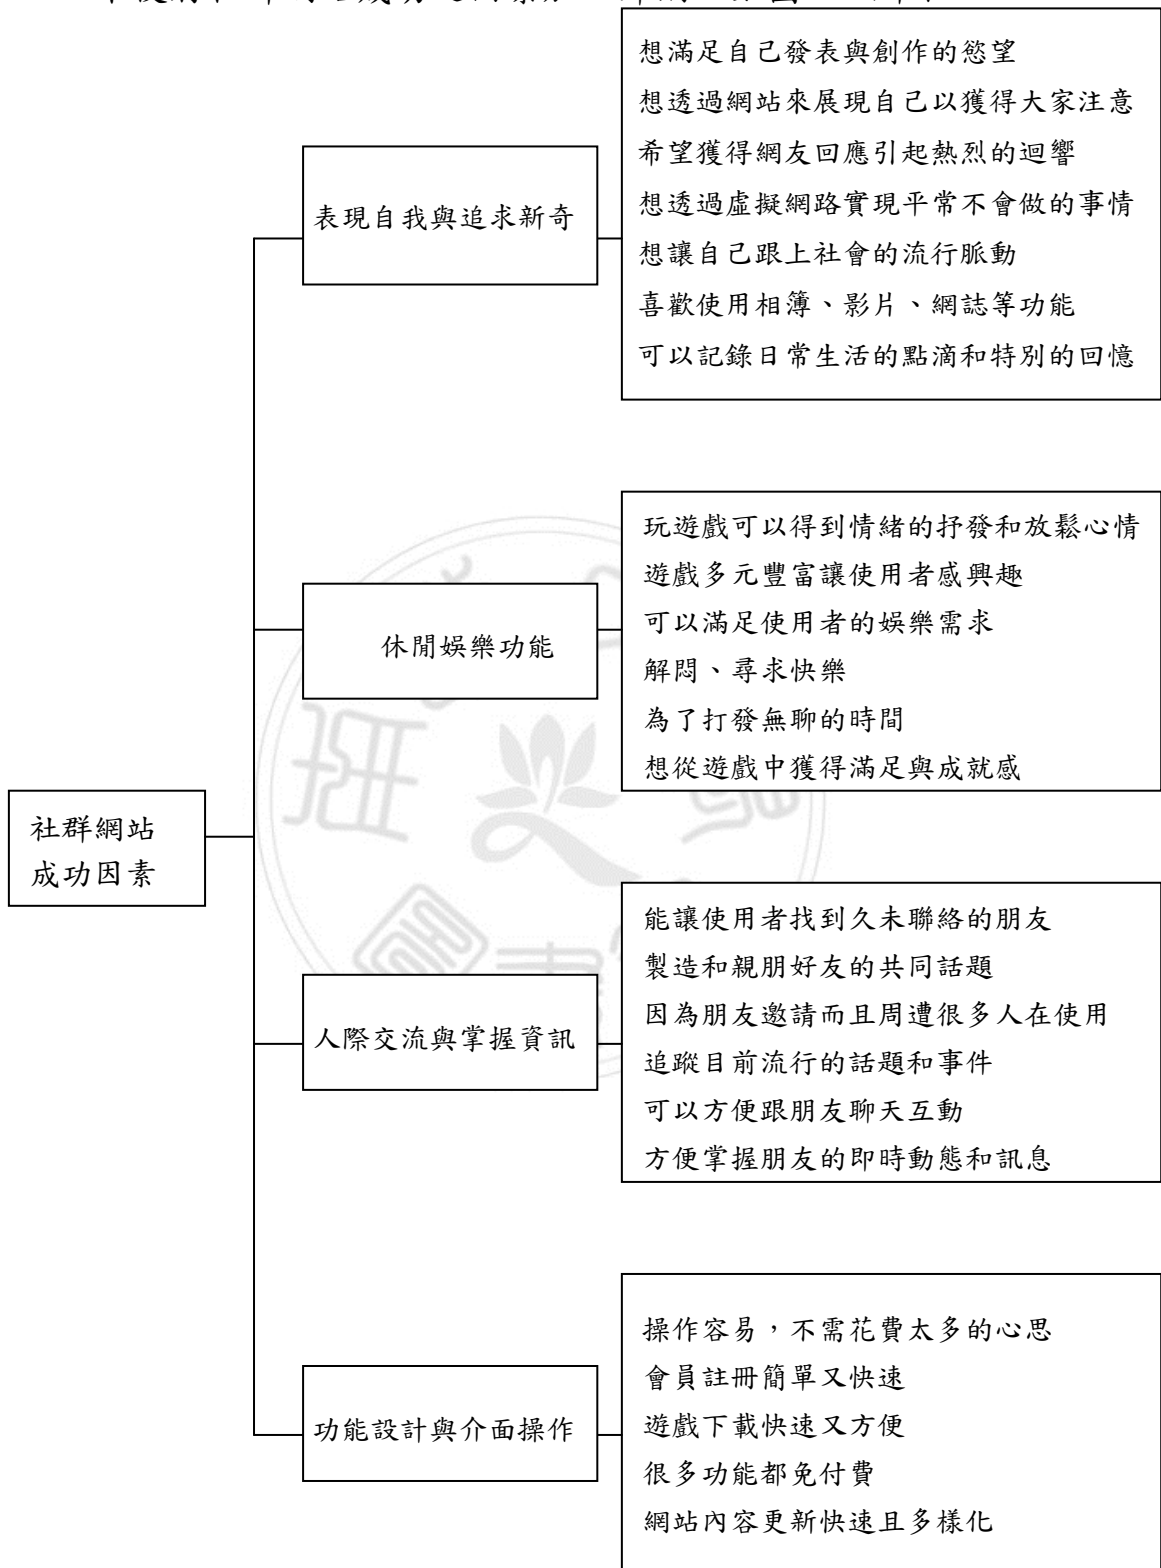 社群網站
成功因素
表現自我與追求新奇
想滿足自己發表與創作的慾望
想透過網站來展現自己以獲得大家注意
希望獲得網友回應引起熱烈的迴響
想透過虛擬網路實現平常不會做的事情
想讓自己跟上社會的流行脈動
喜歡使用相簿、影片、網誌等功能
可以記錄日常生活的點滴和特別的回憶
休閒娛樂功能
玩遊戲可以得到情緒的抒發和放鬆心情
遊戲多元豐富讓使用者感興趣
可以滿足使用者的娛樂需求
解悶、尋求快樂
為了打發無聊的時間
想從遊戲中獲得滿足與成就感
人際交流與掌握資訊
能讓使用者找到久未聯絡的朋友
製造和親朋好友的共同話題
因為朋友邀請而且周遭很多人在使用
追蹤目前流行的話題和事件
可以方便跟朋友聊天互動
方便掌握朋友的即時動態和訊息
功能設計與介面操作
操作容易，不需花費太多的心思
會員註冊簡單又快速
遊戲下載快速又方便
很多功能都免付費
網站內容更新快速且多樣化